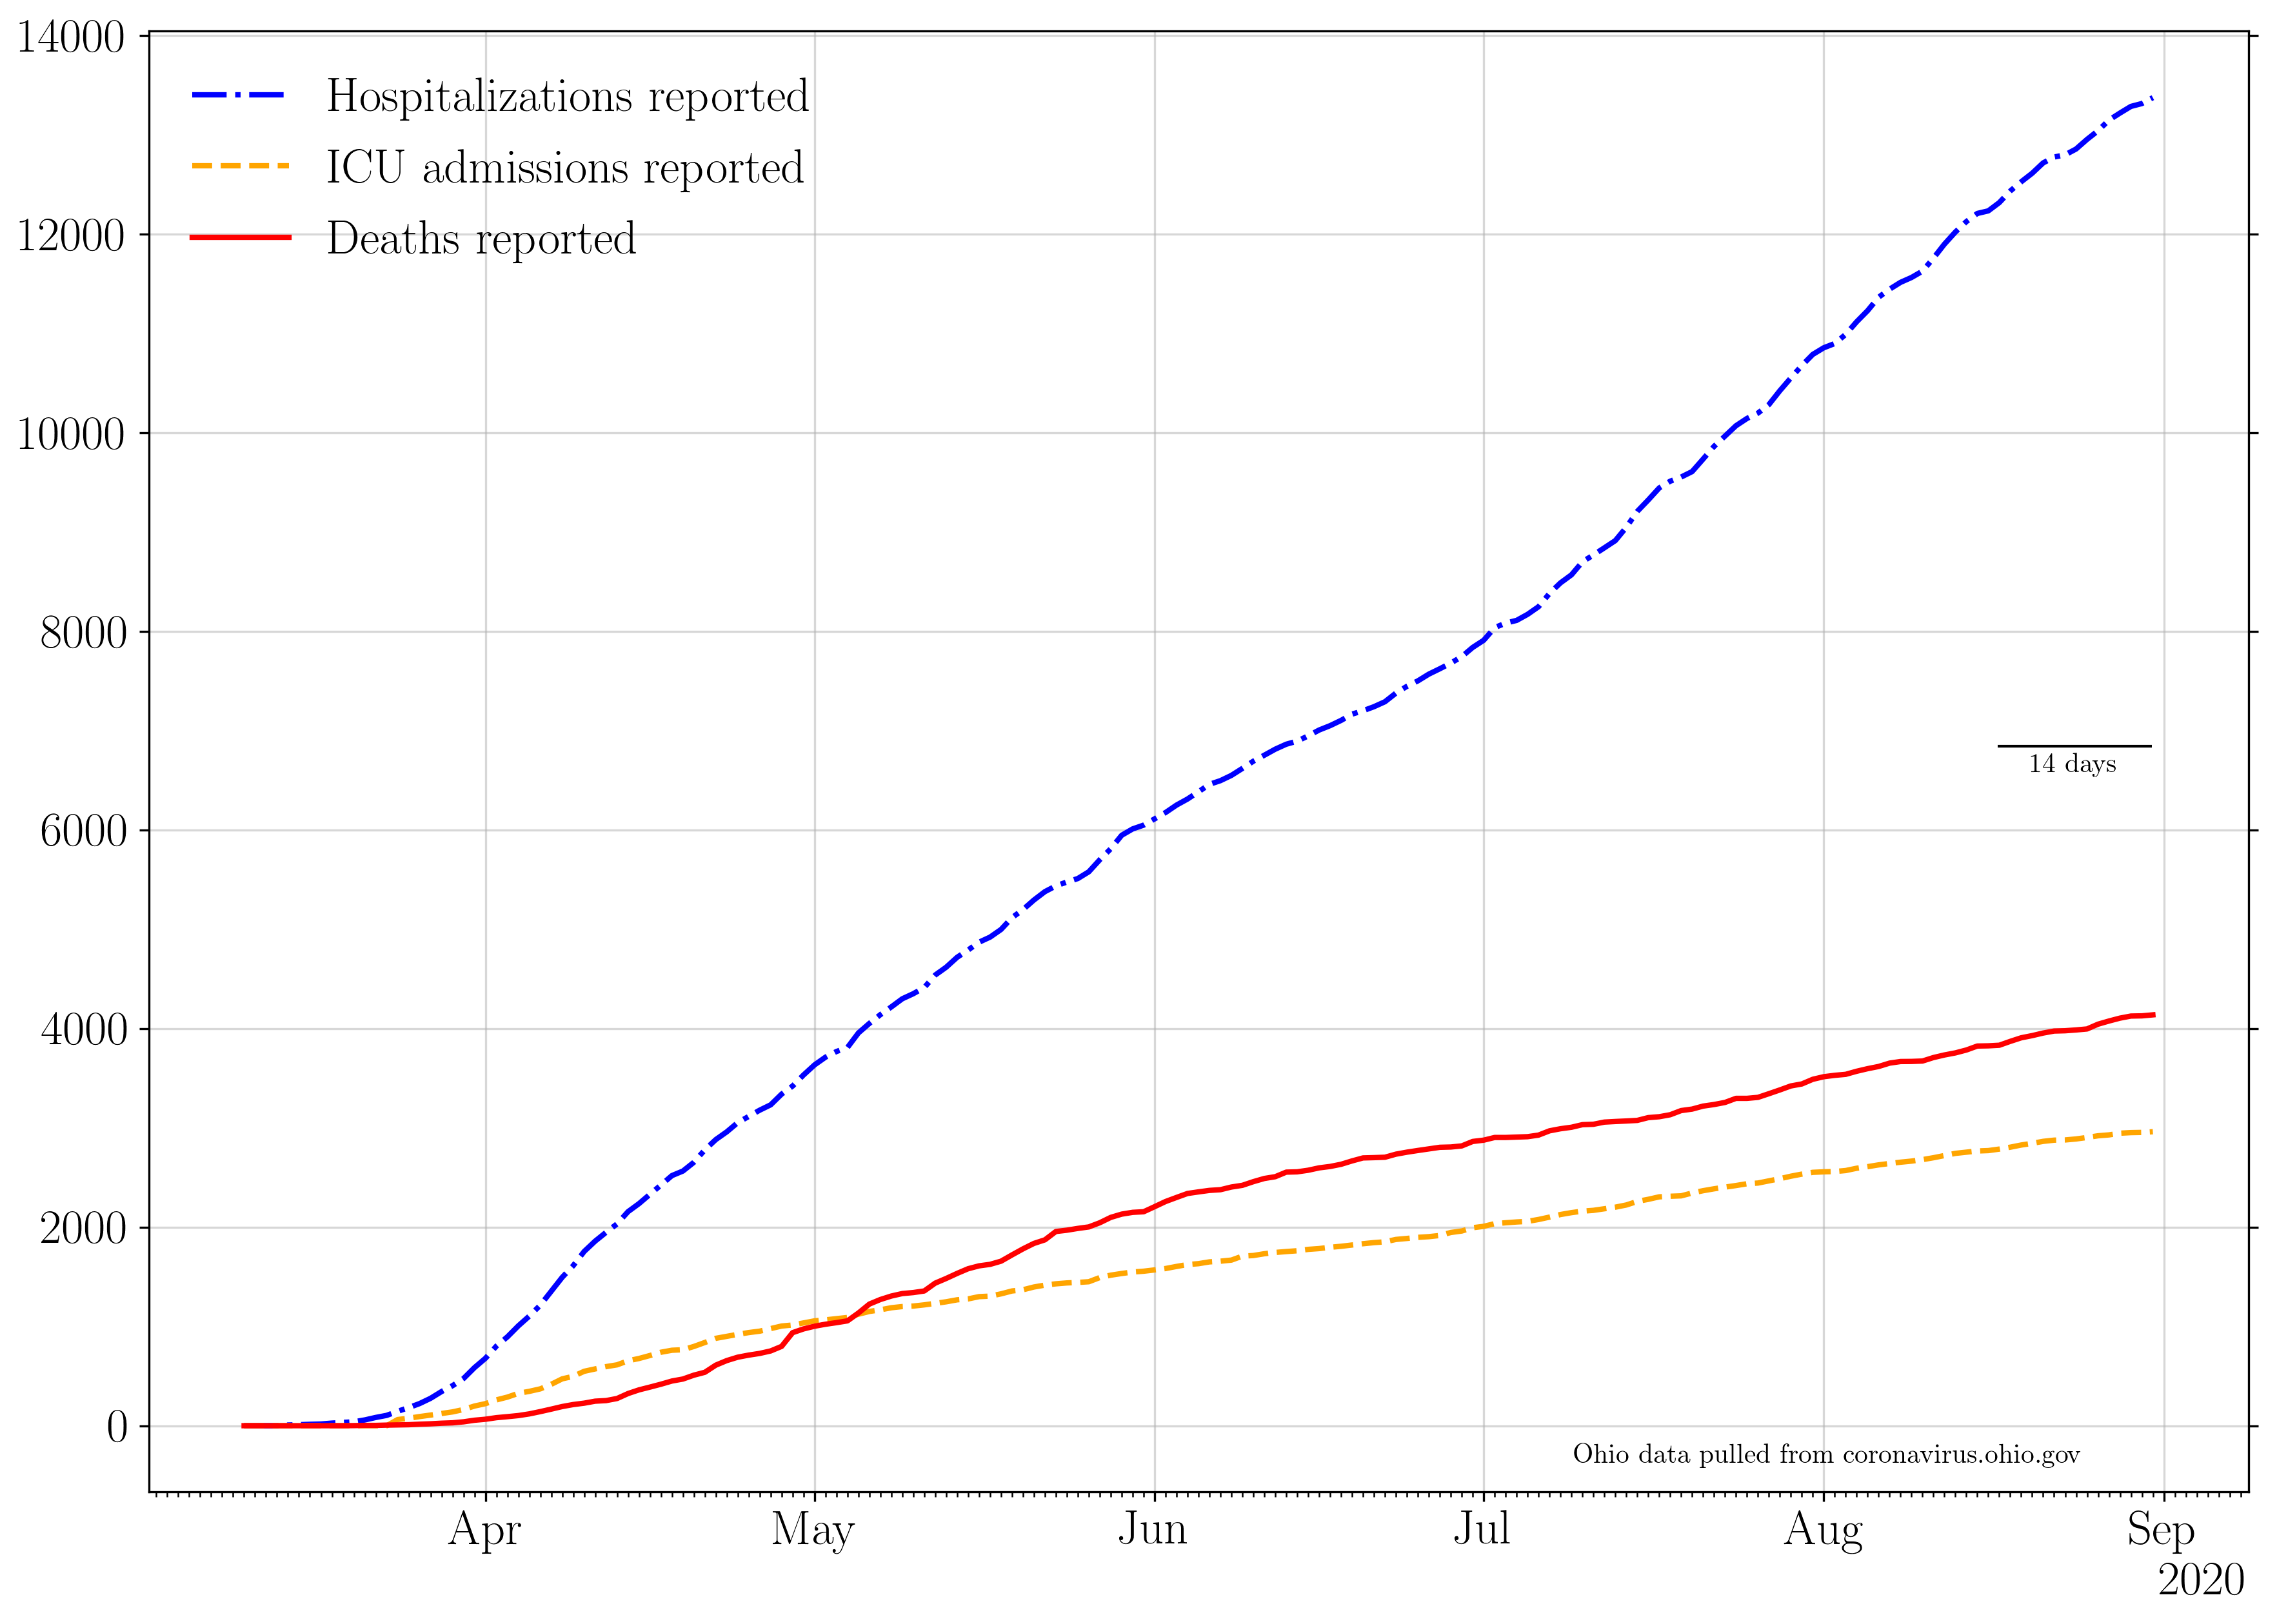 14000
12000
10000
8000
6000
4000
2000
0
Hospitalizations reported
ICU admissions reported
Deaths reported
14 days
Ohio data pulled from coronavirus.ohio.gov
Apr May Jun Jul Aug Sep
2020